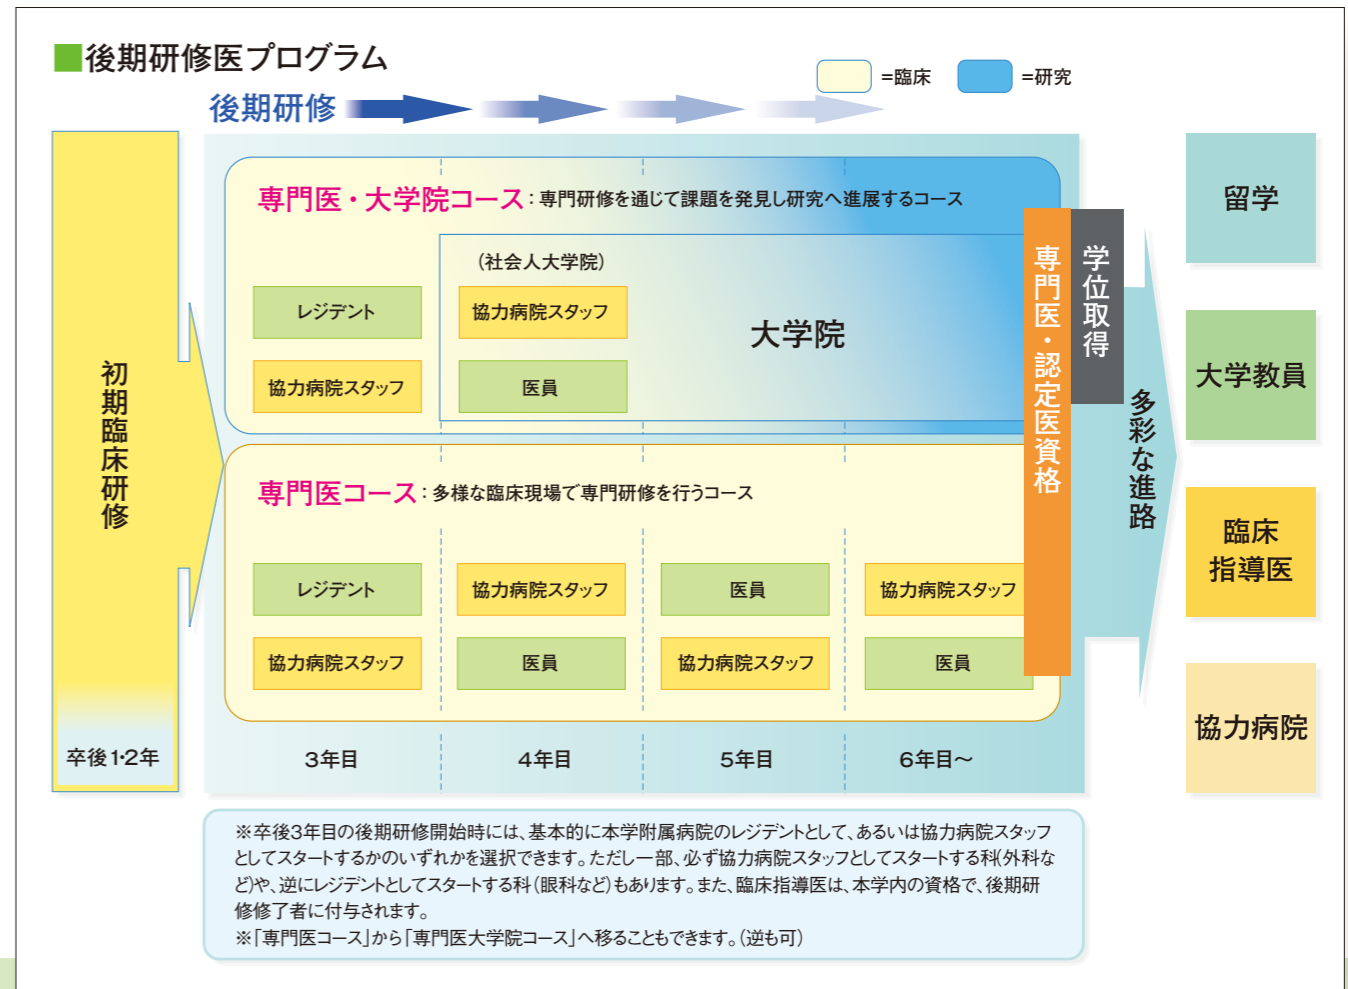 ■後期研修医プログラム
=臨床
=研究
後期研修
専門医・大学院コース：専門研修を通じて課題を発見し研究へ進展するコース
(社会人大学院)
レジデント
協力病院スタッフ
大学院
協力病院スタッフ
医員
専門医コース：多様な臨床現場で専門研修を行うコース
レジデント
協力病院スタッフ
医員
協力病院スタッフ
協力病院スタッフ
医員
協力病院スタッフ
医員
初期臨床研修
卒後1・2年
3年目
4年目
5年目
6年目〜
専門医・認定医資格
学位取得
多彩な進路
留学
大学教員
臨床
指導医
協力病院
※卒後3年目の後期研修開始時には、基本的に本学附属病院のレジデントとして、あるいは協力病院スタッフ
としてスタートするかのいずれかを選択できます。ただし一部、必ず協力病院スタッフとしてスタートする科(外科な
ど)や、逆にレジデントとしてスタートする科(眼科など)もあります。また、臨床指導医は、本学内の資格で、後期研
修修了者に付与されます。
※「専門医コース」から「専門医大学院コース」へ移ることもできます。(逆も可)